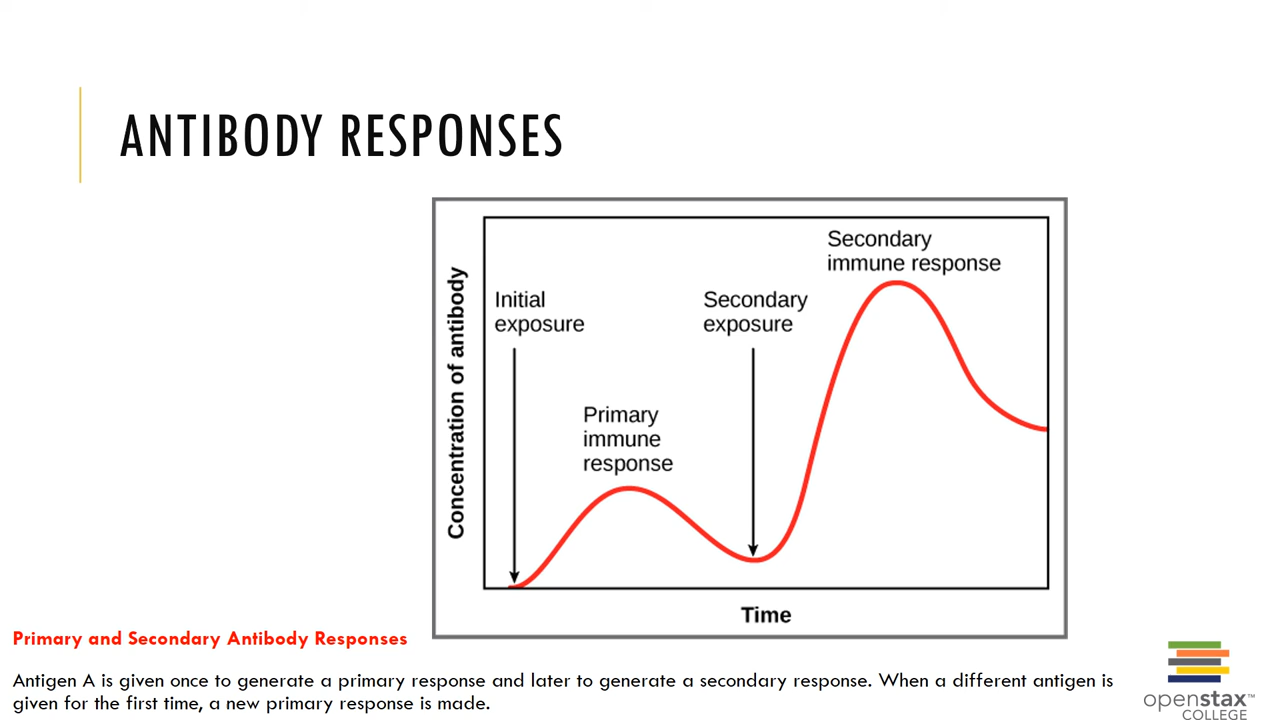 ANTIBODY RESPONSES
Secondary
immune response
Initial
exposure
Secondary
exposure
Primary
immune
response
Concentration of antibody
Time
Primary and Secondary Antibody Responses
Antigen A is given once to generate a primary response and later to generate a secondary response. When a different antigen is
given for the first time, a new primary response is made.
openstax™
COLLEGE